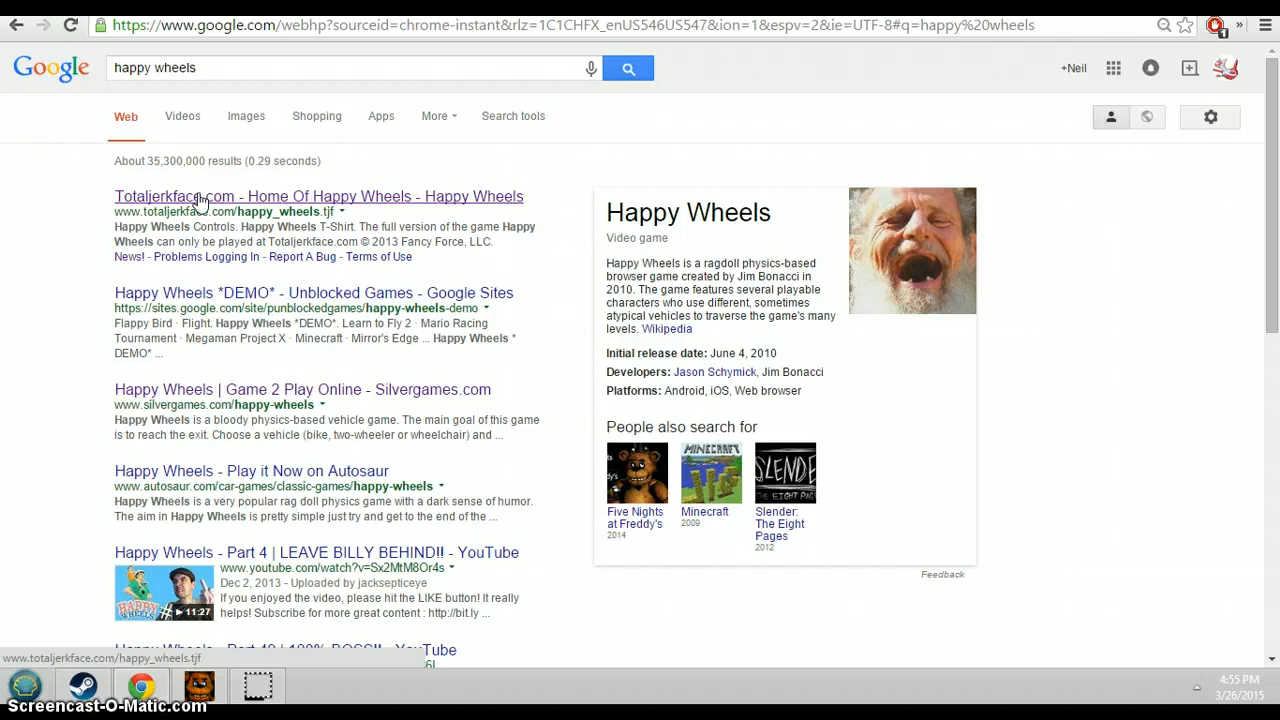 https://www.google.com/webhp?sourceid=chrome-instant&rlz=1C1CHFX_enUS546US547&ion=1&espv=2&ie=UTF-8#q=happy%20wheels
Google
happy wheels
+Neil
Web Videos Images Shopping Apps More Search tools
About 35,300,000 results (0.29 seconds)
Totaljerkface.com - Home Of Happy Wheels - Happy Wheels
www.totaljerkface.com/happy_wheels.tjf
Happy Wheels Controls. Happy Wheels T-Shirt. The full version of the game Happy
Wheels can only be played at Totaljerkface.com © 2013 Fancy Force, LLC.
News! - Problems Logging In - Report A Bug - Terms of Use
Happy Wheels *DEMO* - Unblocked Games - Google Sites
https://sites.google.com/site/punblockedgames/happy-wheels-demo
Flappy Bird · Flight. Happy Wheels *DEMO*. Learn to Fly 2 · Mario Racing
Tournament · Megaman Project X · Minecraft · Mirror's Edge ... Happy Wheels *
DEMO* ...
Happy Wheels | Game 2 Play Online - Silvergames.com
www.silvergames.com/happy-wheels
Happy Wheels is a bloody physics-based vehicle game. The main goal of this game
is to reach the exit. Choose a vehicle (bike, two-wheeler or wheelchair) and ...
Happy Wheels - Play it Now on Autosaur
www.autosaur.com/car-games/classic-games/happy-wheels
Happy Wheels is a very popular rag doll physics game with a dark sense of humor.
The aim in Happy Wheels is pretty simple just try and get to the end of the ...
Happy Wheels - Part 4 | LEAVE BILLY BEHIND!! - YouTube
www.youtube.com/watch?v=Sx2MtM8Or4s
Dec 2, 2013 - Uploaded by jacksepticeye
If you enjoyed the video, please hit the LIKE button! It really
helps! Subscribe for more great content : http://bit.ly ...
HAPPY
WHEELS
#
11:27
Happy Wheels - Part 40 | 100% BOSS!! - YouTube
Happy Wheels
Video game
Happy Wheels is a ragdoll physics-based
browser game created by Jim Bonacci in
2010. The game features several playable
characters who use different, sometimes
atypical vehicles to traverse the game's many
levels. Wikipedia
Initial release date: June 4, 2010
Developers: Jason Schymick, Jim Bonacci
Platforms: Android, iOS, Web browser
People also search for
MINECRAFT
SLENDE
THE EIGHT PAG
Five Nights
at Freddy's
2014
Minecraft
2009
Slender:
The Eight
Pages
2012
Feedback
www.totaljerkface.com/happy_wheels.tjf
4:55 PM
3/26/2015
Screencast-O-Matic.com